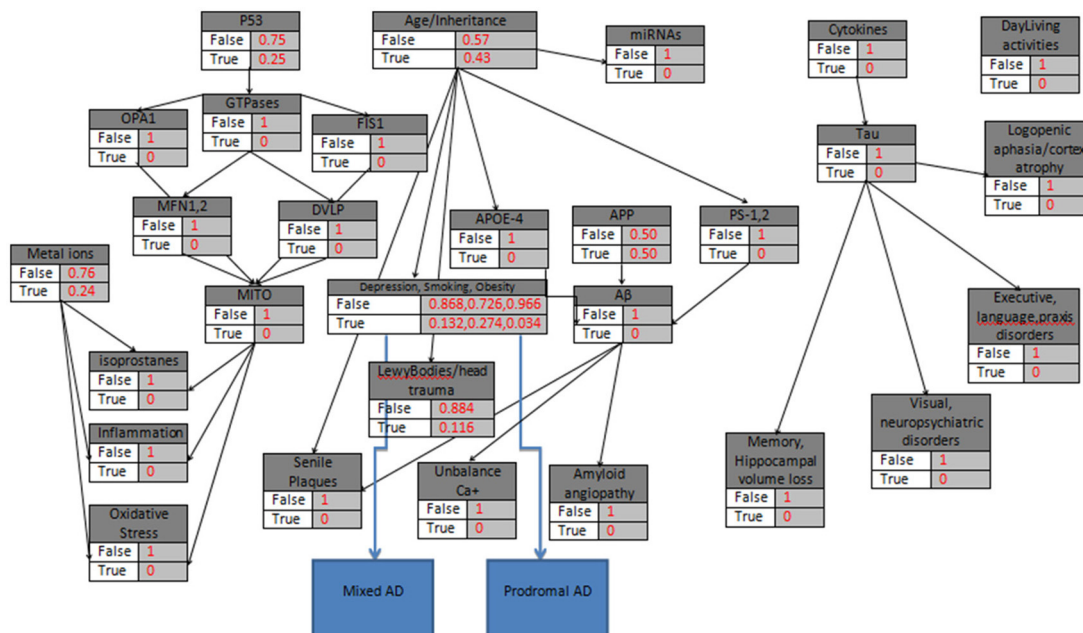 P53
False 0.75
True 0.25
Age/Inheritance
False 0.57
True 0.43
miRNAs
False 1
True 0
Cytokines
False 1
True 0
DayLiving
activities
False 1
True 0
OPA1
False 1
True 0
GTPases
False 1
True 0
FIS1
False 1
True 0
Tau
False 1
True 0
Logopenic
aphasia/cortex
atrophy
False 1
True 0
MFN1,2
False 1
True 0
DVLP
False 1
True 0
APOE-4
False 1
True 0
APP
False 0.50
True 0.50
PS-1,2
False 1
True 0
Metal ions
False 0.76
True 0.24
MITO
False 1
True 0
Depression, Smoking, Obesity
False 0.868,0.726,0.966
True 0.132,0.274,0.034
Aβ
False 1
True 0
Executive,
language,praxis
disorders
False 1
True 0
isoprostanes
False 1
True 0
LewyBodies/head
trauma
False 0.884
True 0.116
Visual,
neuropsychiatric
disorders
False 1
True 0
Inflammation
False 1
True 0
Senile
Plaques
False 1
True 0
Unbalance
Ca+
False 1
True 0
Amyloid
angiopathy
False 1
True 0
Memory,
Hippocampal
volume loss
False 1
True 0
Oxidative
Stress
False 1
True 0
Mixed AD
Prodromal AD